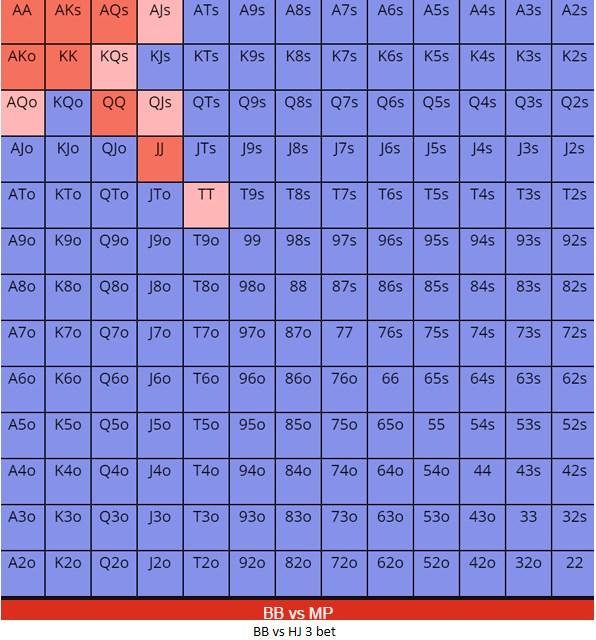 AA AKs AQs AJs ATs A9s A8s A7s A6s A5s A4s A3s A2s
AKo KK KQs KJs KTs K9s K8s K7s K6s K5s K4s K3s K2s
AQo KQo QQ QJs QTs Q9s Q8s Q7s Q6s Q5s Q4s Q3s Q2s
AJo KJo QJo JJ JTs J9s J8s J7s J6s J5s J4s J3s J2s
ATo KTo QTo JTo TT T9s T8s T7s T6s T5s T4s T3s T2s
A9o K9o Q9o J9o T9o 99 98s 97s 96s 95s 94s 93s 92s
A8o K8o Q8o J8o T8o 98o 88 87s 86s 85s 84s 83s 82s
A7o K7o Q7o J7o T7o 97o 87o 77 76s 75s 74s 73s 72s
A6o K6o Q6o J6o T6o 96o 86o 76o 66 65s 64s 63s 62s
A5o K5o Q5o J5o T5o 95o 85o 75o 65o 55 54s 53s 52s
A4o K4o Q4o J4o T4o 94o 84o 74o 64o 54o 44 43s 42s
A3o K3o Q3o J3o T3o 93o 83o 73o 63o 53o 43o 33 32s
A2o K2o Q2o J2o T2o 92o 82o 72o 62o 52o 42o 32o 22
BB vs MP
BB vs HJ 3 bet